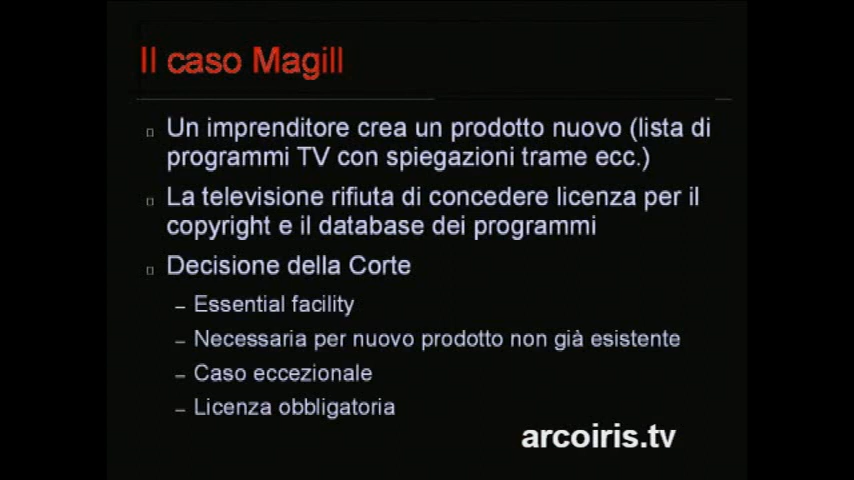 Il caso Magill
Un imprenditore crea un prodotto nuovo (lista di
programmi TV con spiegazioni trame ecc.)
La televisione rifiuta di concedere licenza per il
copyright e il database dei programmi
Decisione della Corte
– Essential facility
– Necessaria per nuovo prodotto non già esistente
– Caso eccezionale
– Licenza obbligatoria
arcoiris.tv